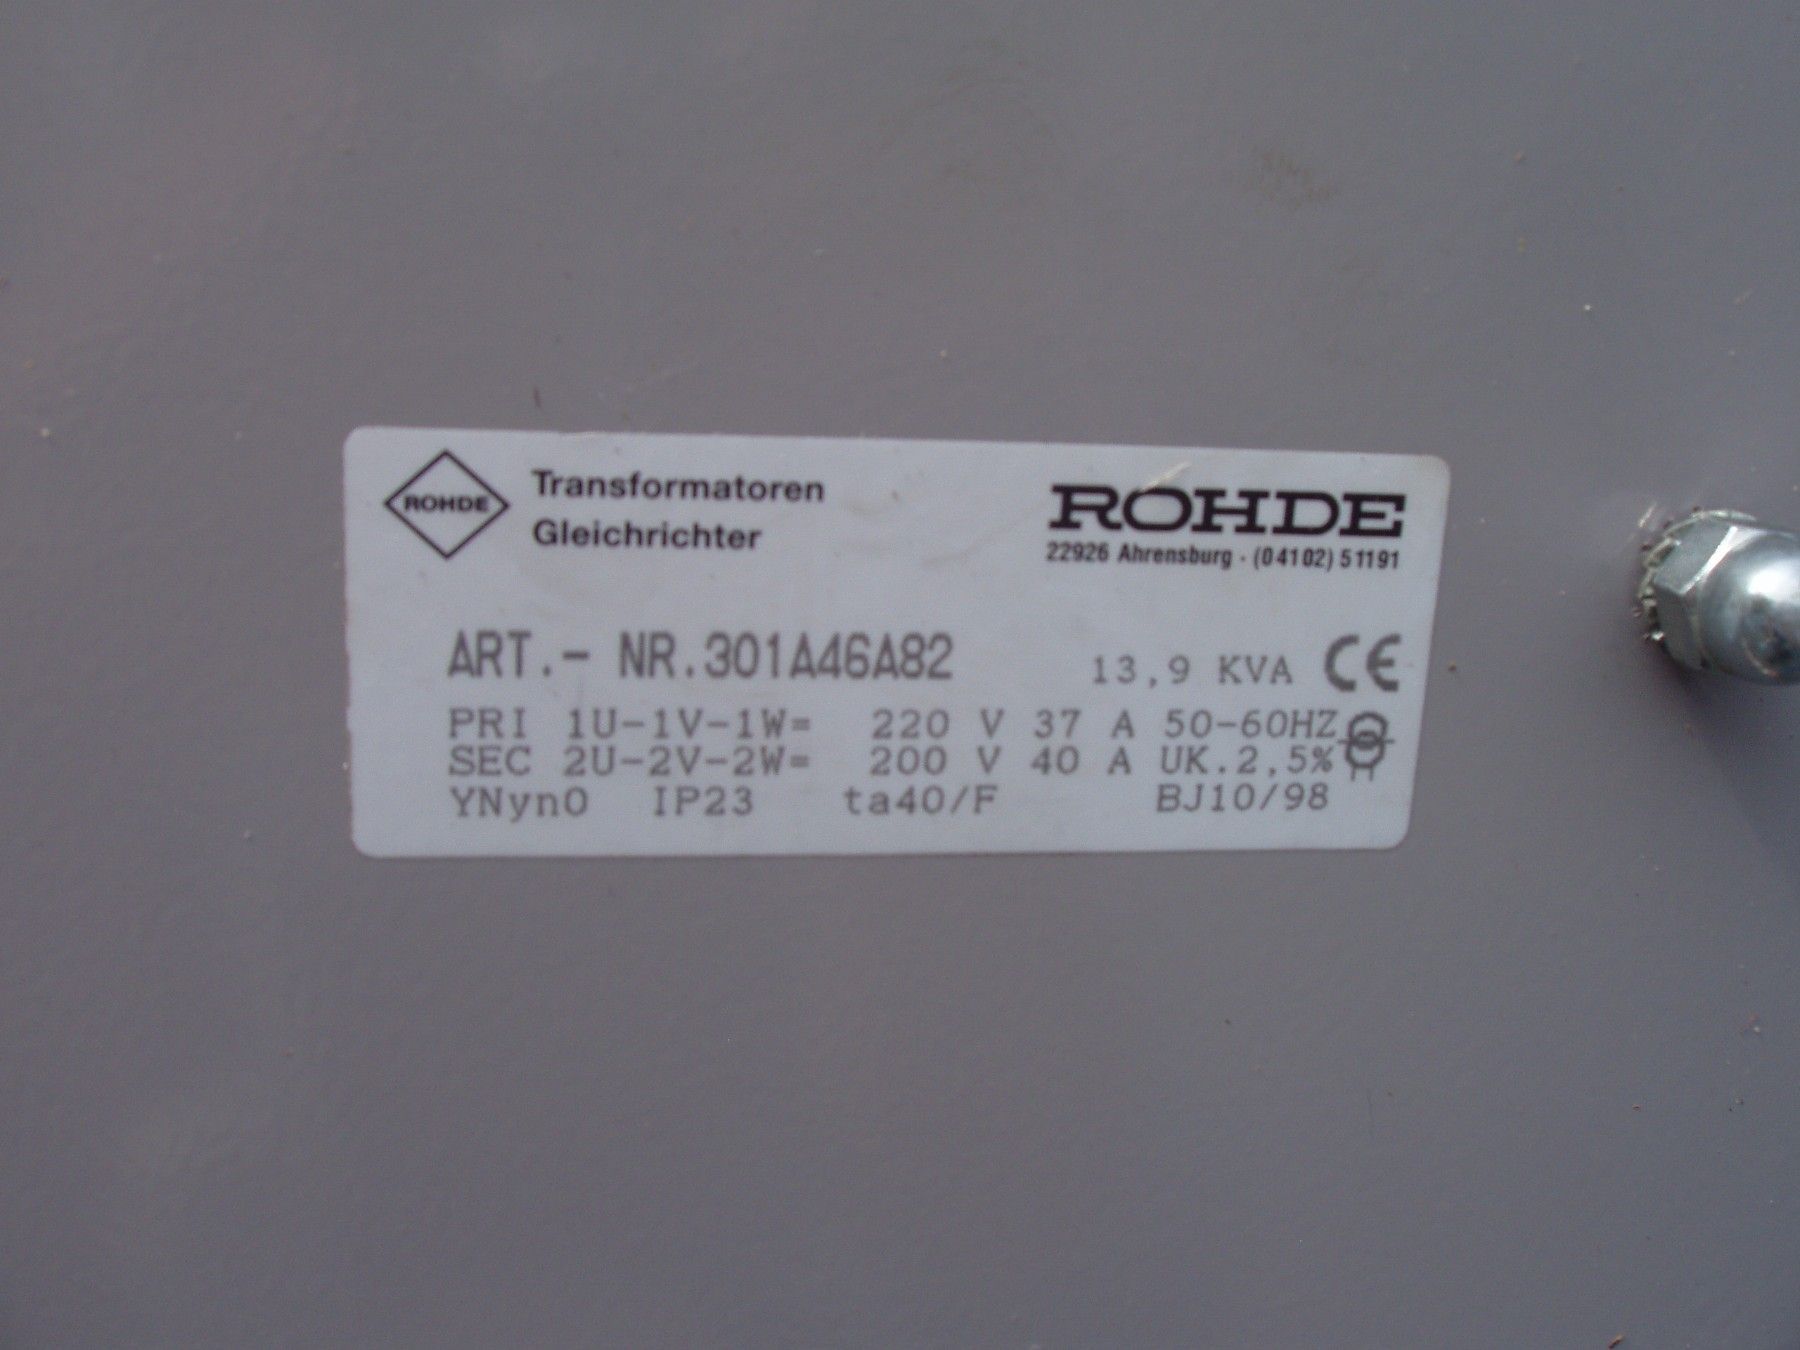 ROHDE
Transformatoren
Gleichrichter
ROHDE
22926 Ahrensburg · (04102) 51191
ART.- NR.301A46A82 13,9 KVA CE
PRI 1U-1V-1W= 220 V 37 A 50-60HZ
SEC 2U-2V-2W= 200 V 40 A UK.2,5%
YNyn0 IP23 ta40/F BJ10/98